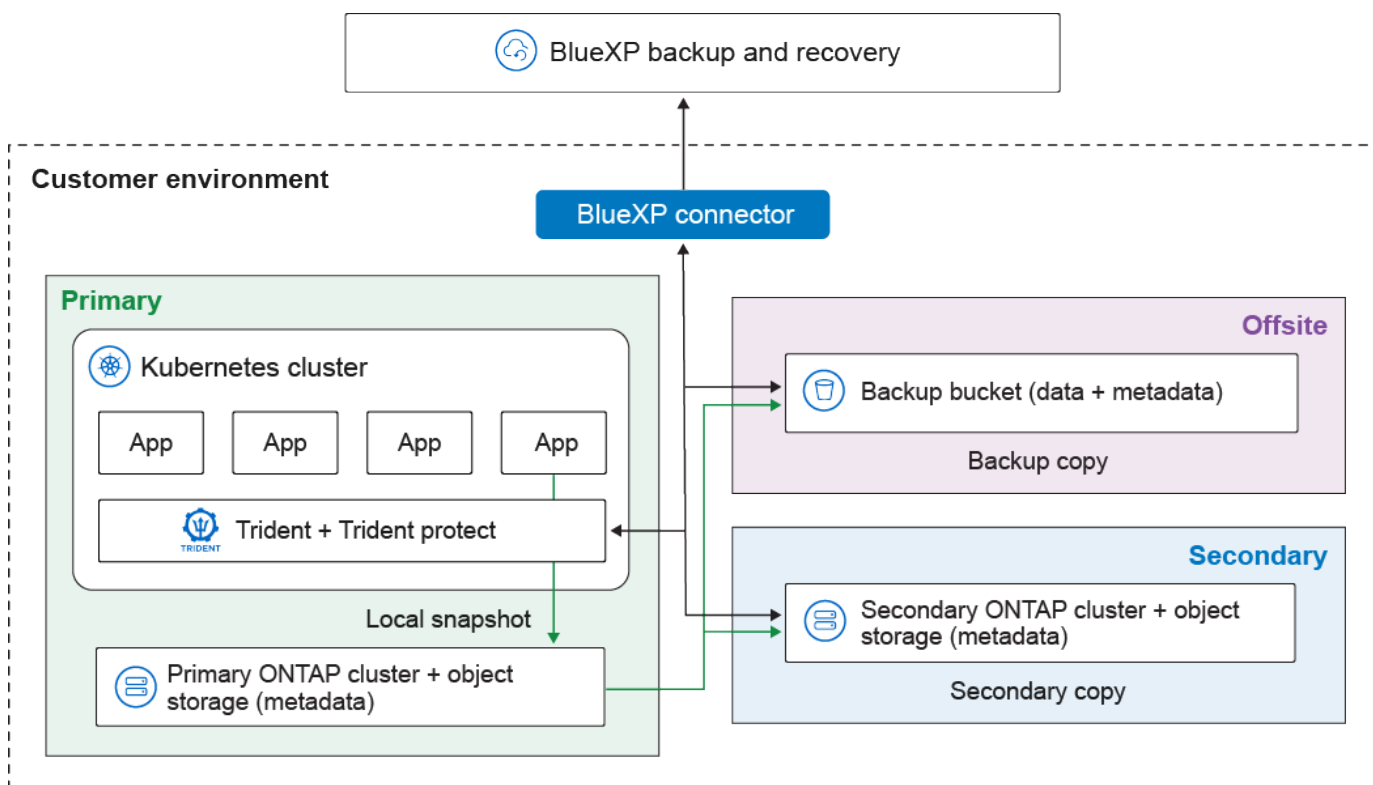 BlueXP backup and recovery
Customer environment
BlueXP connector
Primary
Kubernetes cluster
App
App
App
App
TRIDENT
Trident + Trident protect
Local snapshot
Primary ONTAP cluster + object
storage (metadata)
Offsite
Backup bucket (data + metadata)
Backup copy
Secondary
Secondary ONTAP cluster + object
storage (metadata)
Secondary copy